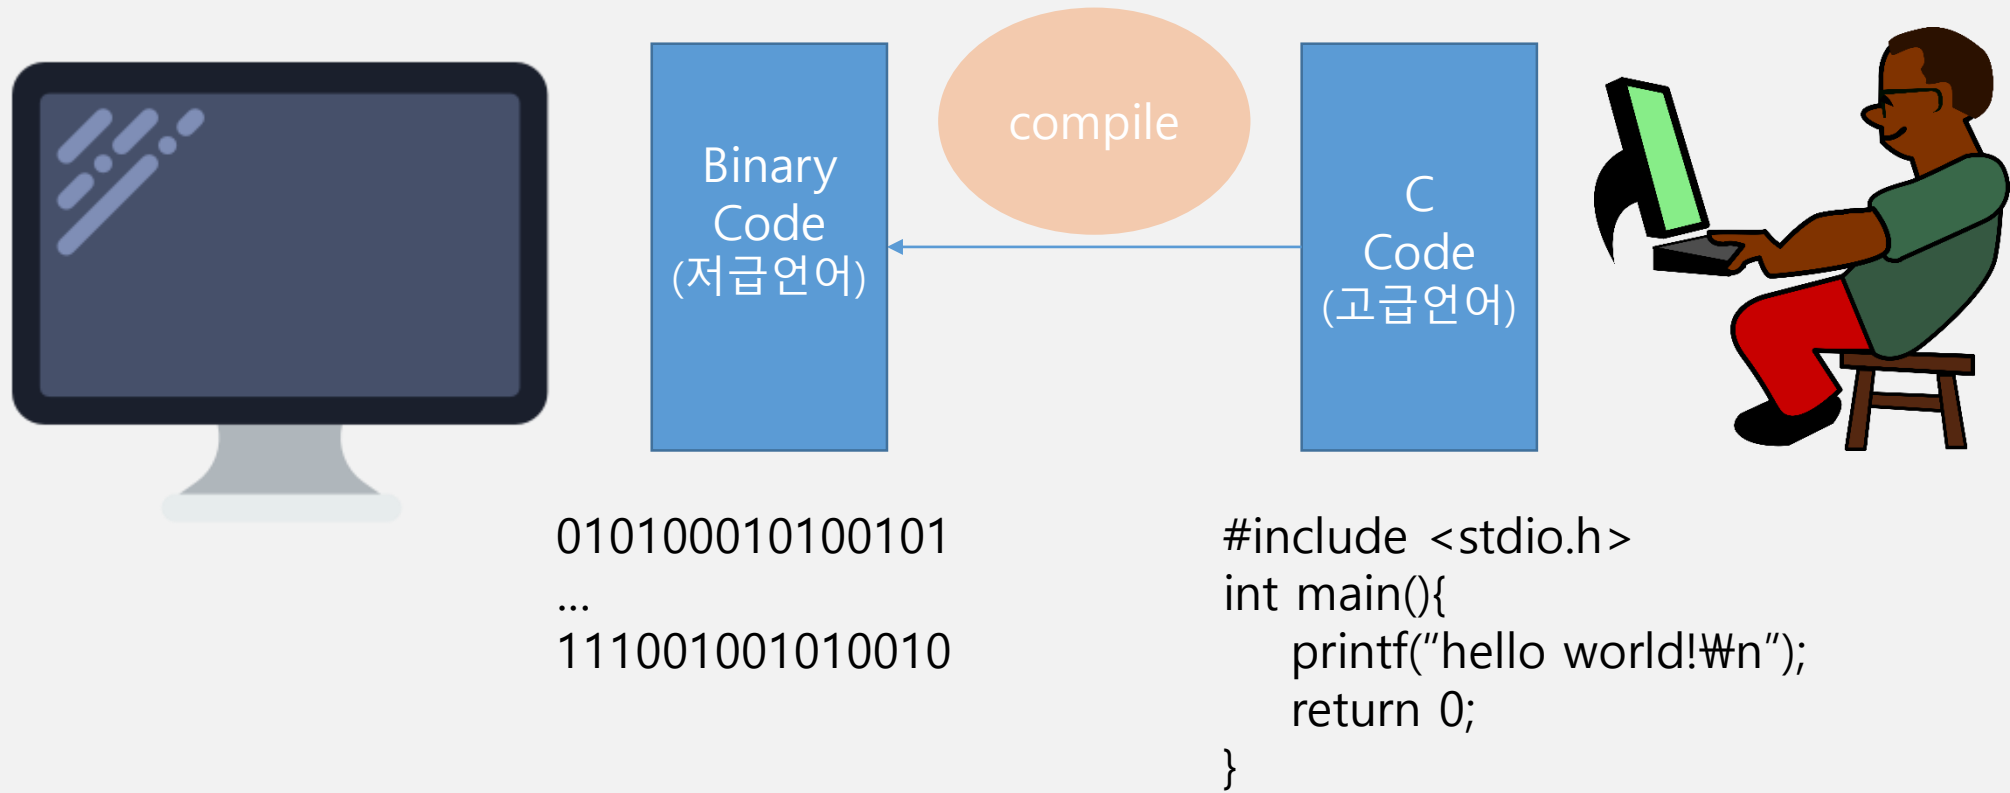 Binary
Code
(저급언어)
compile
C
Code
(고급언어)
010100010100101
...
111001001010010
#include <stdio.h>
int main(){
    printf(“hello world!₩n”);
    return 0;
}